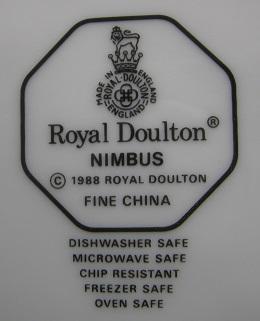 MADE IN ENGLAND
ROYAL·DOULTON
ENGLAND
Royal Doulton®
NIMBUS
© 1988 ROYAL DOULTON
FINE CHINA
DISHWASHER SAFE
MICROWAVE SAFE
CHIP RESISTANT
FREEZER SAFE
OVEN SAFE